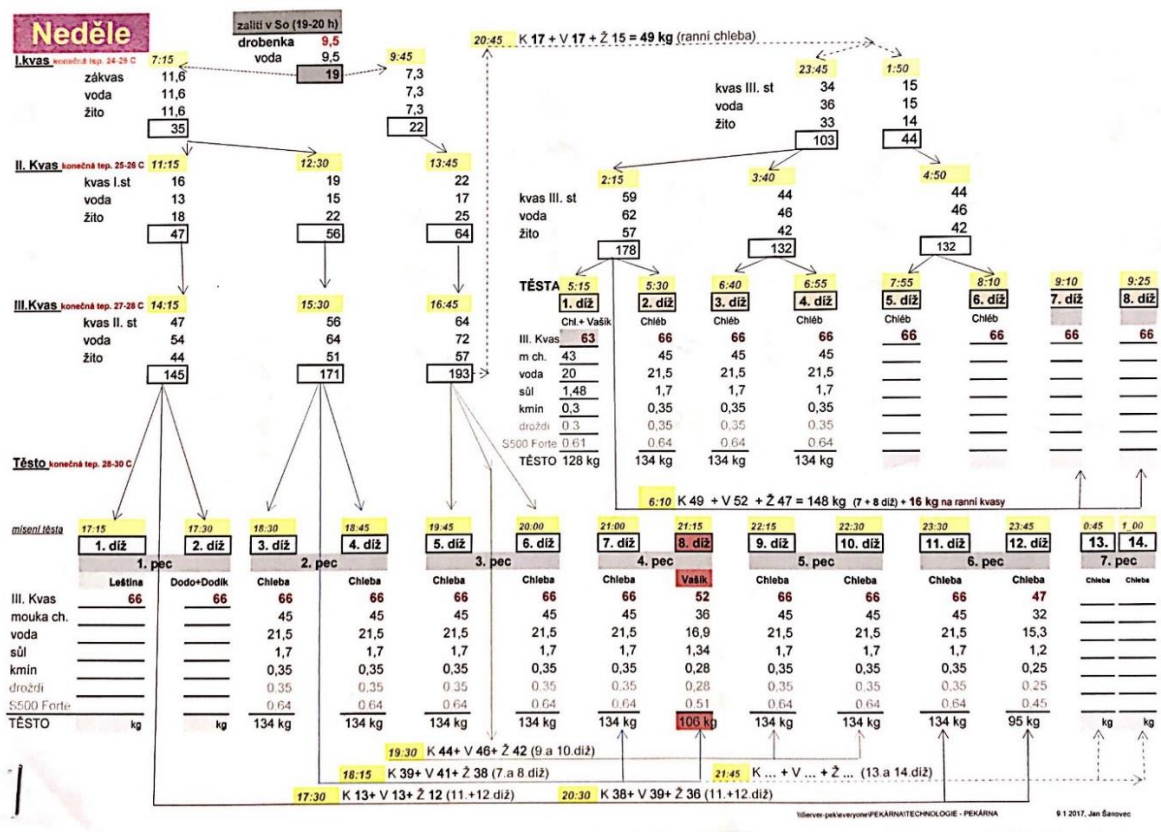 Neděle
zalití v So (19-20 h)
drobenka 9,5
voda 9,5
19
20:45 K 17 + V 17 + Ž 15 = 49 kg (ranní chleba)
I.kvas konečná tep. 24-25 C 7:15 9:45
zákvas 11,6 7,3
voda 11,6 7,3
žito 11,6 7,3
35 22
23:45 1:50
kvas III. st 34 15
voda 36 15
žito 33 14
103 44
II. Kvas konečná tep. 25-26 C 11:15 12:30 13:45
kvas I.st 16 19 22
voda 13 15 17
žito 18 22 25
47 56 64
2:15 3:40 4:50
kvas III. st 59 44 44
voda 62 46 46
žito 57 42 42
178 132 132
III.Kvas konečná tep. 27-28 C 14:15 15:30 16:45
kvas II. st 47 56 64
voda 54 64 72
žito 44 51 57
145 171 193
TĚSTA 5:15 5:30 6:40 6:55 7:55 8:10 9:10 9:25
1. díž 2. díž 3. díž 4. díž 5. díž 6. díž 7. díž 8. díž
Chl.+ Vašík Chléb Chléb Chléb Chléb Chléb
III. Kvas 63 66 66 66 66 66 66 66
m ch. 43 45 45 45
voda 20 21,5 21,5 21,5
sůl 1,48 1,7 1,7 1,7
kmín 0,3 0,35 0,35 0,35
droždí 0.3 0.35 0.35 0.35
S500 Forte 0.61 0.64 0.64 0.64
TĚSTO 128 kg 134 kg 134 kg 134 kg
Těsto konečná tep. 28-30 C
6:10 K 49 + V 52 + Ž 47 = 148 kg (7 + 8 díž) + 16 kg na ranní kvasy
mísení těsta 17:15 17:30 18:30 18:45 19:45 20:00 21:00 21:15 22:15 22:30 23:30 23:45 0:45 1_00
1. díž 2. díž 3. díž 4. díž 5. díž 6. díž 7. díž 8. díž 9. díž 10. díž 11. díž 12. díž 13. 14.
1. pec 2. pec 3. pec 4. pec 5. pec 6. pec 7. pec
Leština Dodo+Dodík Chleba Chleba Chleba Chleba Chleba Vašík Chleba Chleba Chleba Chleba Chleba Chleba
III. Kvas 66 66 66 66 66 66 66 52 66 66 66 47
mouka ch. 45 45 45 45 45 36 45 45 45 32
voda 21,5 21,5 21,5 21,5 21,5 16,9 21,5 21,5 21,5 15,3
sůl 1,7 1,7 1,7 1,7 1,7 1,34 1,7 1,7 1,7 1,2
kmín 0,35 0,35 0,35 0,35 0,35 0,28 0,35 0,35 0,35 0,25
droždí 0.35 0.35 0.35 0.35 0.35 0,28 0.35 0.35 0.35 0.25
S500 Forte 0.64 0.64 0.64 0.64 0.64 0.51 0.64 0.64 0.64 0.45
TĚSTO kg kg 134 kg 134 kg 134 kg 134 kg 134 kg 106 kg 134 kg 134 kg 134 kg 95 kg kg kg
19:30 K 44+ V 46+ Ž 42 (9.a 10.díž)
18:15 K 39+ V 41+ Ž 38 (7.a 8.díž) 21:45 K ... + V ... + Ž ... (13.a 14.díž)
17:30 K 13+ V 13+ Ž 12 (11.+12.díž) 20:30 K 38+ V 39+ Ž 36 (11.+12.díž)
\\Server-pek\everyone\PEKÁRNA\TECHNOLOGIE - PEKÁRNA 9.1 2017, Jan Šanovec